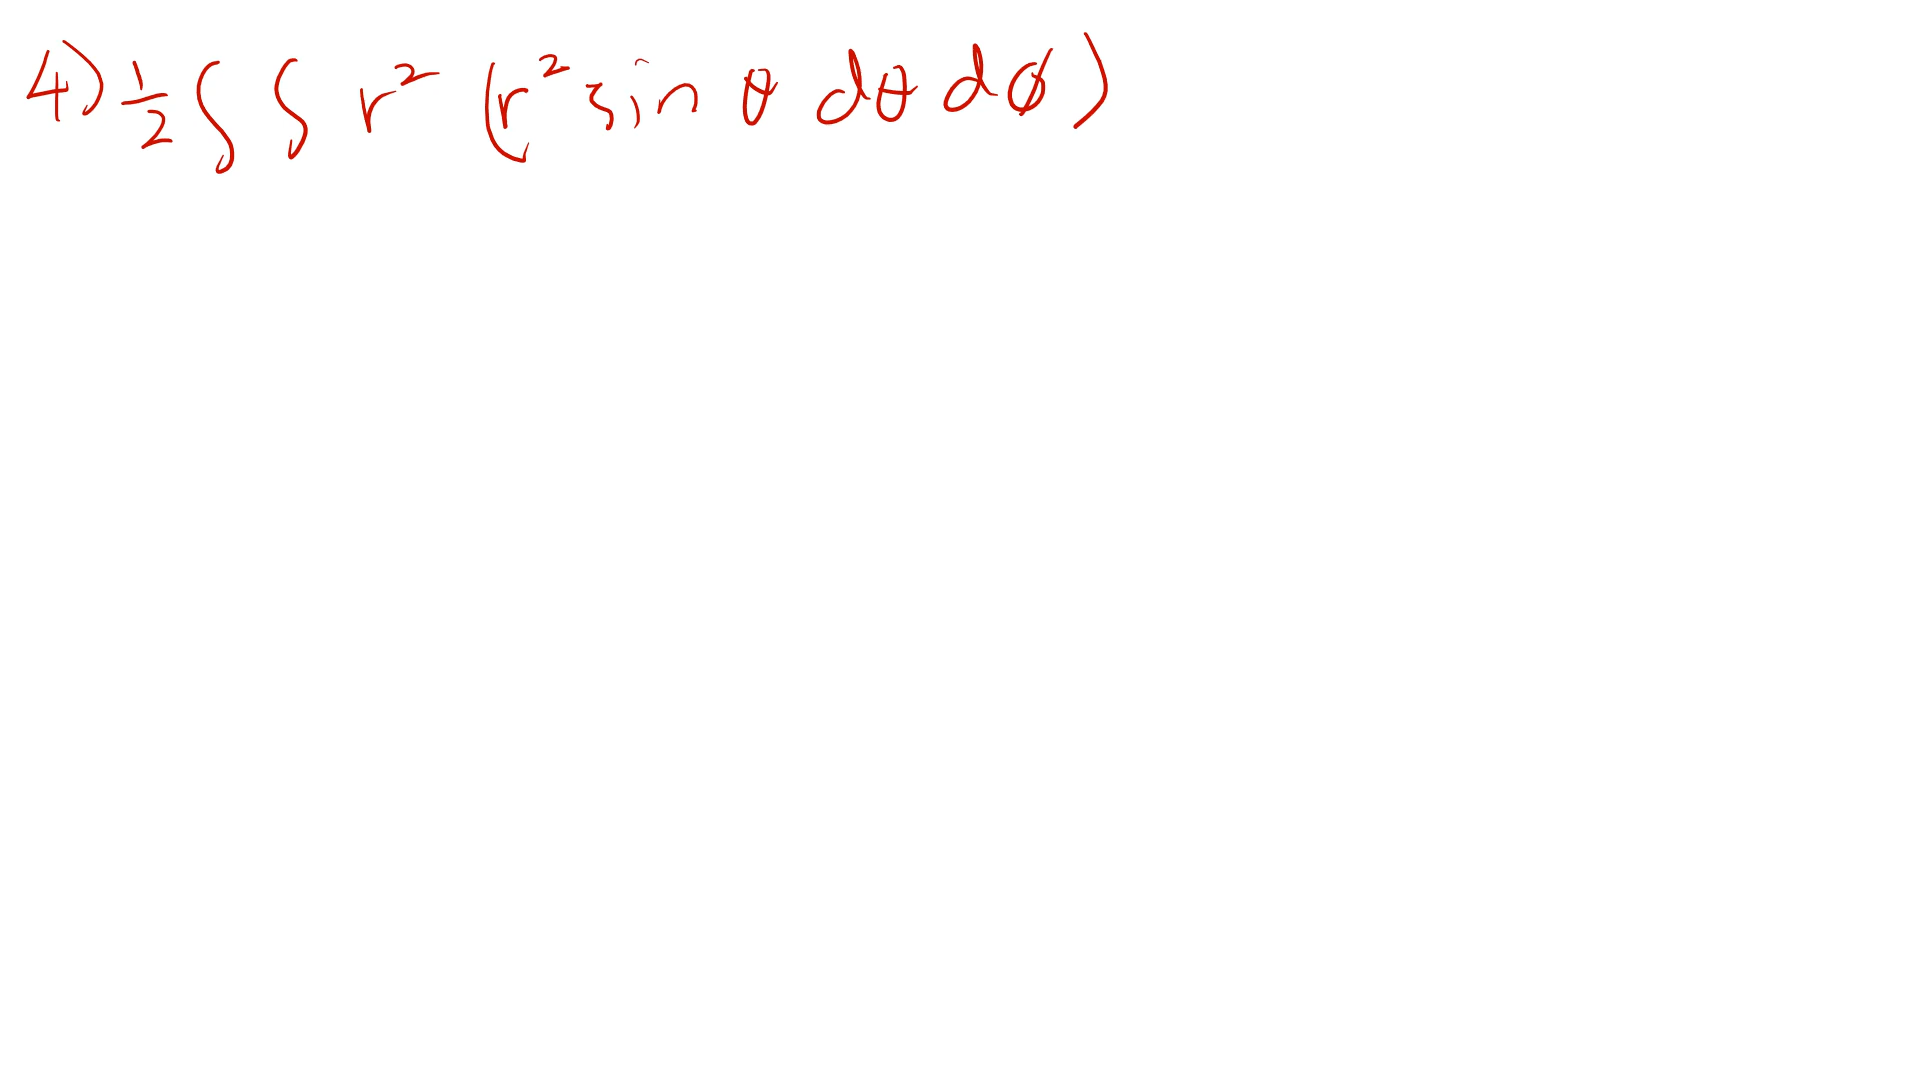 4) ½ ∫ ∫ r² (r² sin θ dθ dϕ)